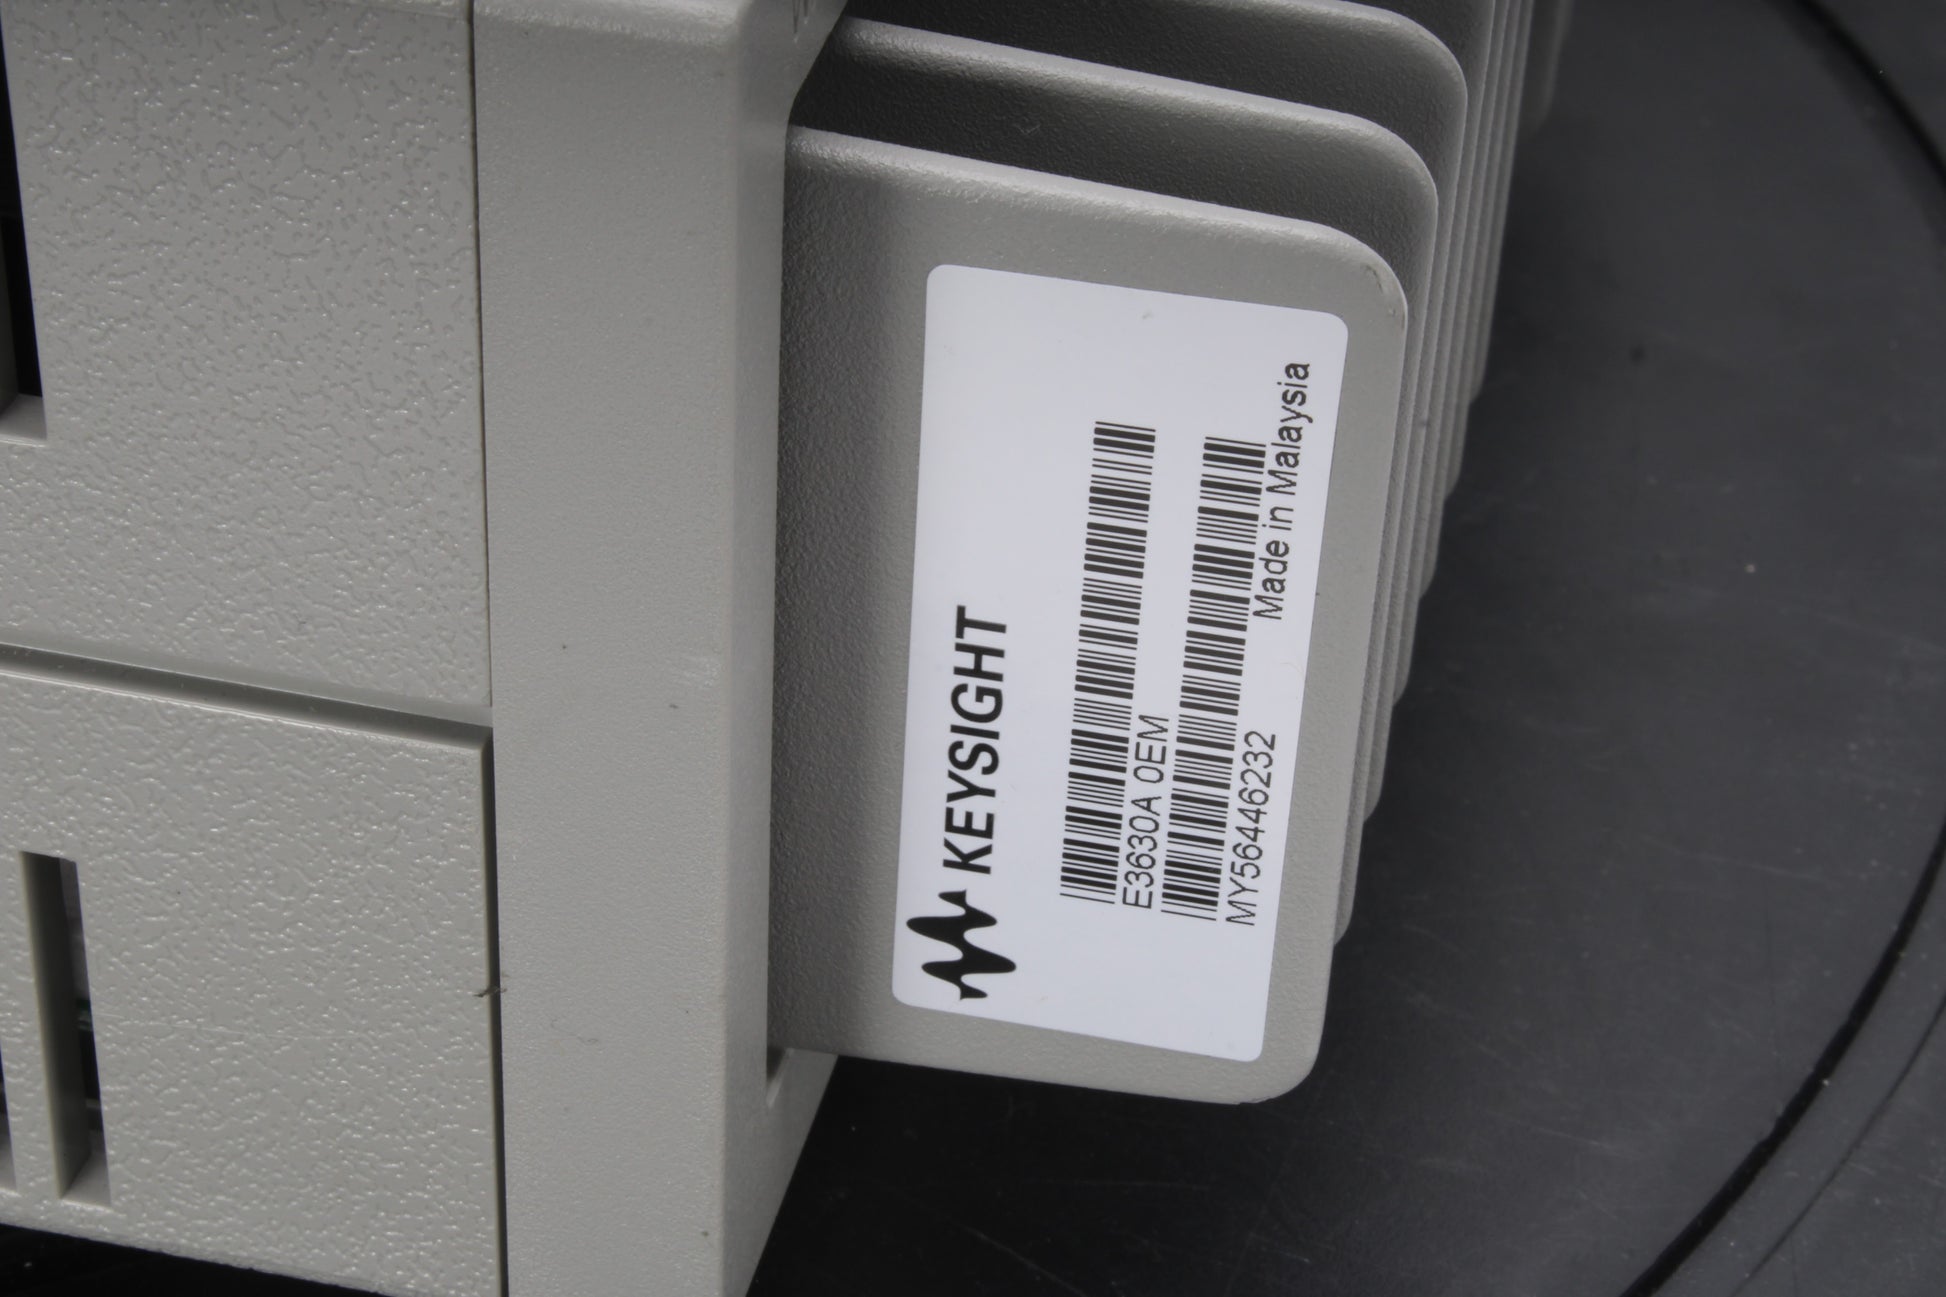 KEYSIGHT
E3630A 0EM
MY56446232
Made in Malaysia